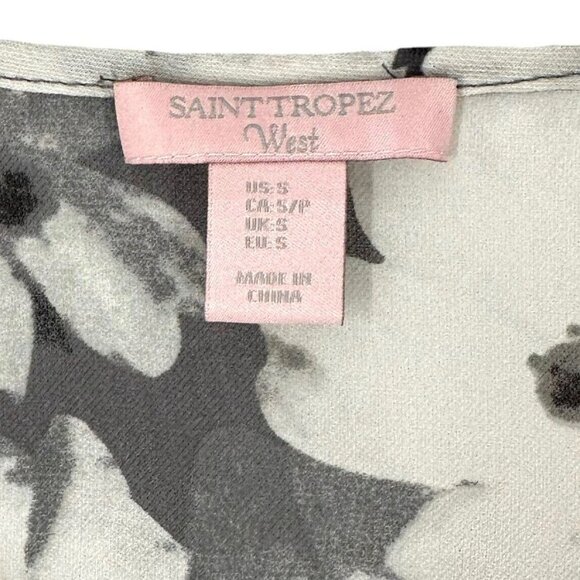 SAINT TROPEZ
West
US:S
CA:S/P
UK:S
EU:S
MADE IN
CHINA